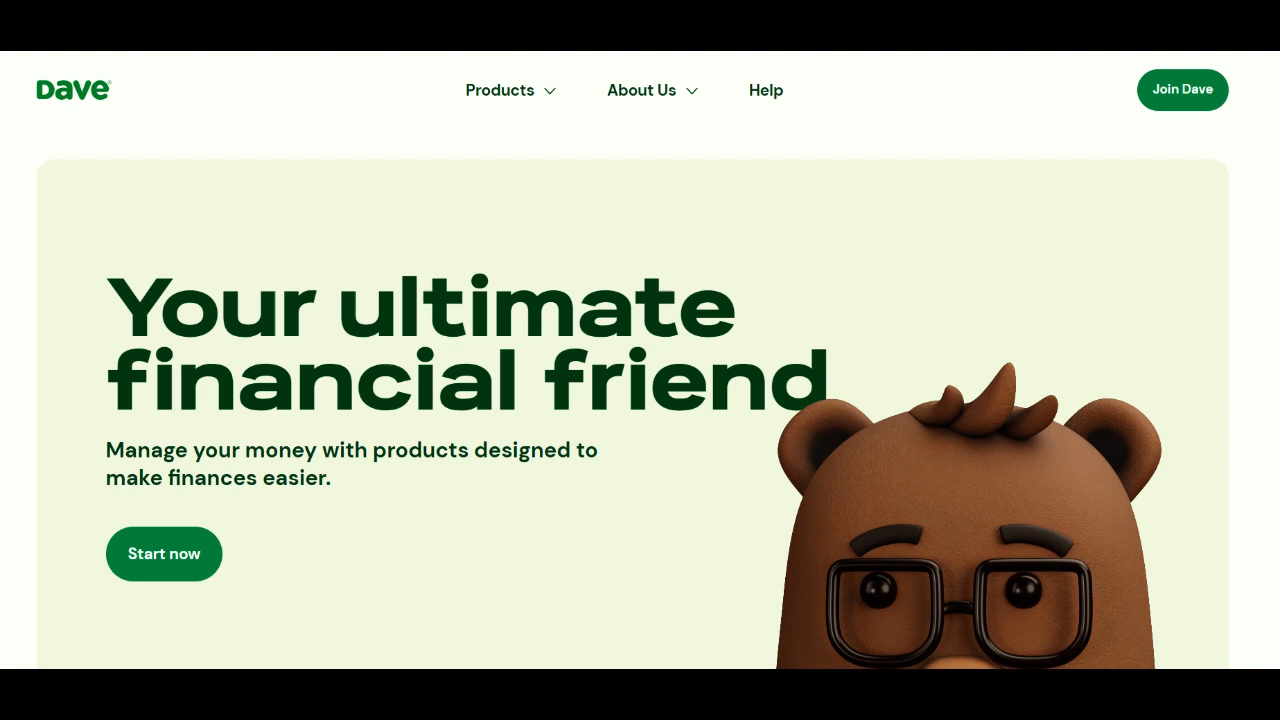 Dave®
Products
About Us
Help
Join Dave
Your ultimate
financial friend
Manage your money with products designed to
make finances easier.
Start now